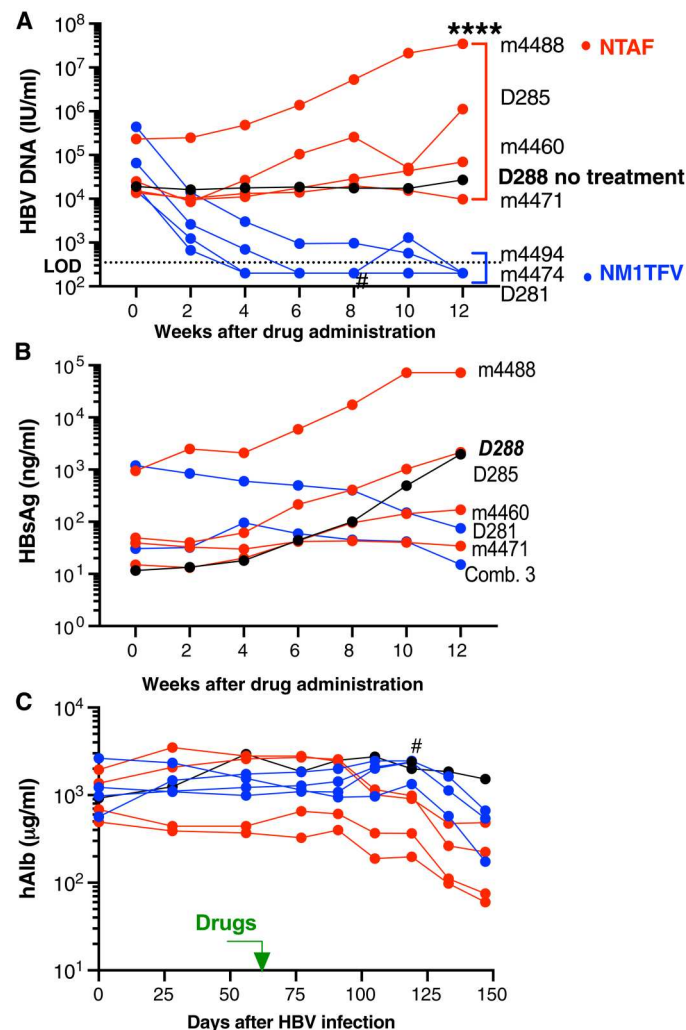 A
HBV DNA (IU/ml)
10^8
10^7
10^6
10^5
10^4
10^3
LOD
10^2
0 2 4 6 8 10 12
Weeks after drug administration
****
#
m4488
NTAF
D285
m4460
D288 no treatment
m4471
m4494
m4474
NM1TFV
D281
B
HBsAg (ng/ml)
10^5
10^4
10^3
10^2
10^1
10^0
0 2 4 6 8 10 12
Weeks after drug administration
m4488
D288
D285
m4460
D281
m4471
Comb. 3
C
hAlb (µg/ml)
10^4
10^3
10^2
10^1
#
Drugs
0 25 50 75 100 125 150
Days after HBV infection